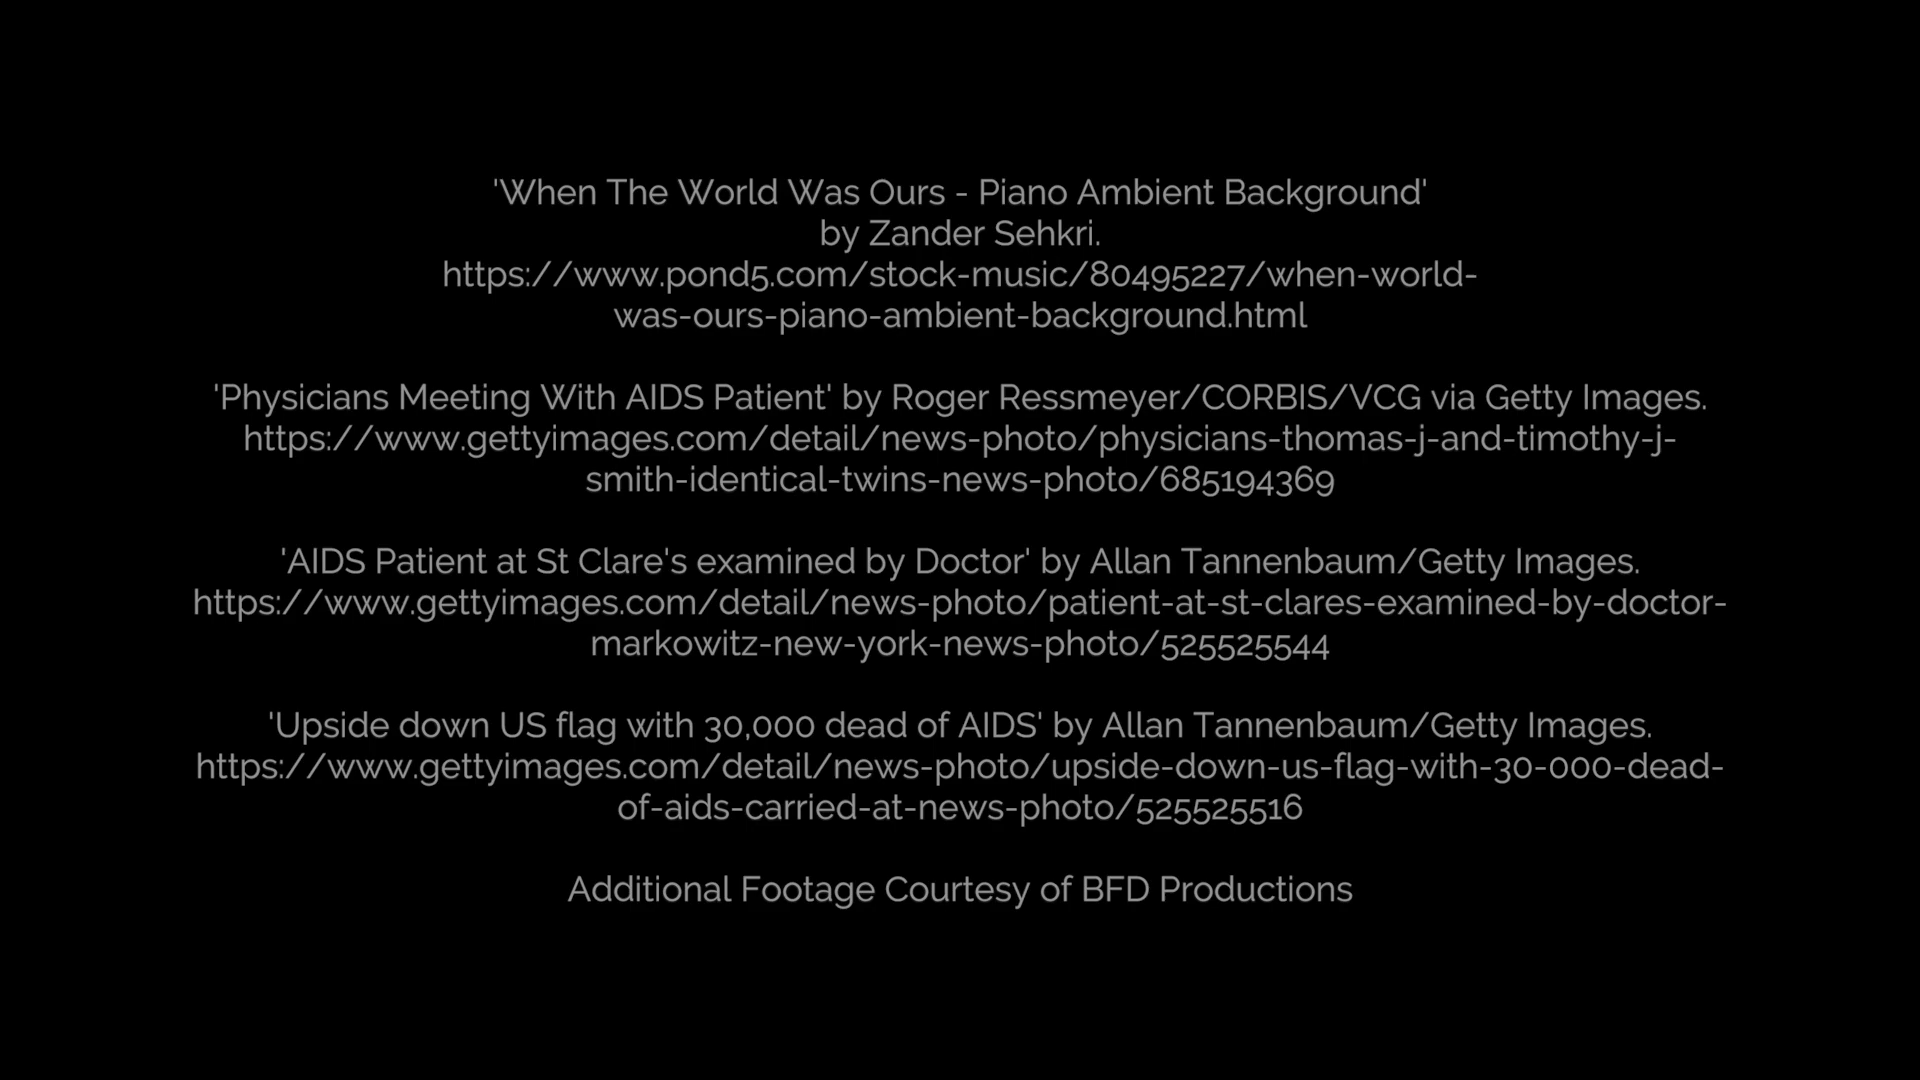 'When The World Was Ours - Piano Ambient Background'
by Zander Sehkri.
https://www.pond5.com/stock-music/80495227/when-world-
was-ours-piano-ambient-background.html
'Physicians Meeting With AIDS Patient' by Roger Ressmeyer/CORBIS/VCG via Getty Images.
https://www.gettyimages.com/detail/news-photo/physicians-thomas-j-and-timothy-j-
smith-identical-twins-news-photo/685194369
'AIDS Patient at St Clare's examined by Doctor' by Allan Tannenbaum/Getty Images.
https://www.gettyimages.com/detail/news-photo/patient-at-st-clares-examined-by-doctor-
markowitz-new-york-news-photo/525525544
'Upside down US flag with 30,000 dead of AIDS' by Allan Tannenbaum/Getty Images.
https://www.gettyimages.com/detail/news-photo/upside-down-us-flag-with-30-000-dead-
of-aids-carried-at-news-photo/525525516
Additional Footage Courtesy of BFD Productions